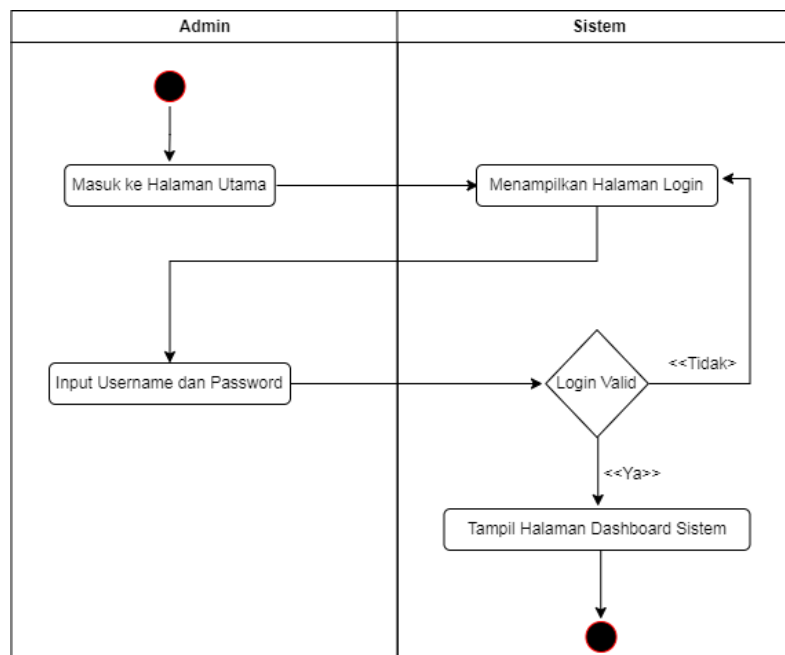 Admin
Sistem
Masuk ke Halaman Utama
Menampilkan Halaman Login
Input Username dan Password
Login Valid
<<Tidak>
<<Ya>>
Tampil Halaman Dashboard Sistem